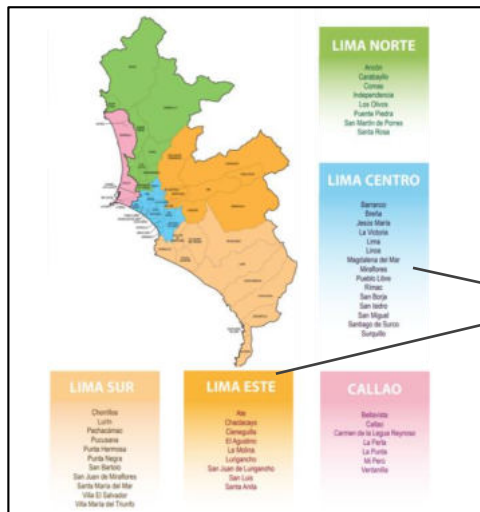 LIMA NORTE
Ancón
Carabayllo
Comas
Independencia
Los Olivos
Puente Piedra
San Martín de Porres
Santa Rosa
LIMA CENTRO
Barranco
Breña
Jesús María
La Victoria
Lima
Lince
Magdalena del Mar
Miraflores
Pueblo Libre
Rímac
San Borja
San Isidro
San Miguel
Santiago de Surco
Surquillo
LIMA SUR
Chorrillos
Lurín
Pachacámac
Pucusana
Punta Hermosa
Punta Negra
San Bartolo
San Juan de Miraflores
Santa María del Mar
Villa El Salvador
Villa María del Triunfo
LIMA ESTE
Ate
Chaclacayo
Cieneguilla
El Agustino
La Molina
Lurigancho
San Juan de Lurigancho
San Luis
Santa Anita
CALLAO
Bellavista
Callao
Carmen de la Legua Reynoso
La Perla
La Punta
Mi Perú
Ventanilla